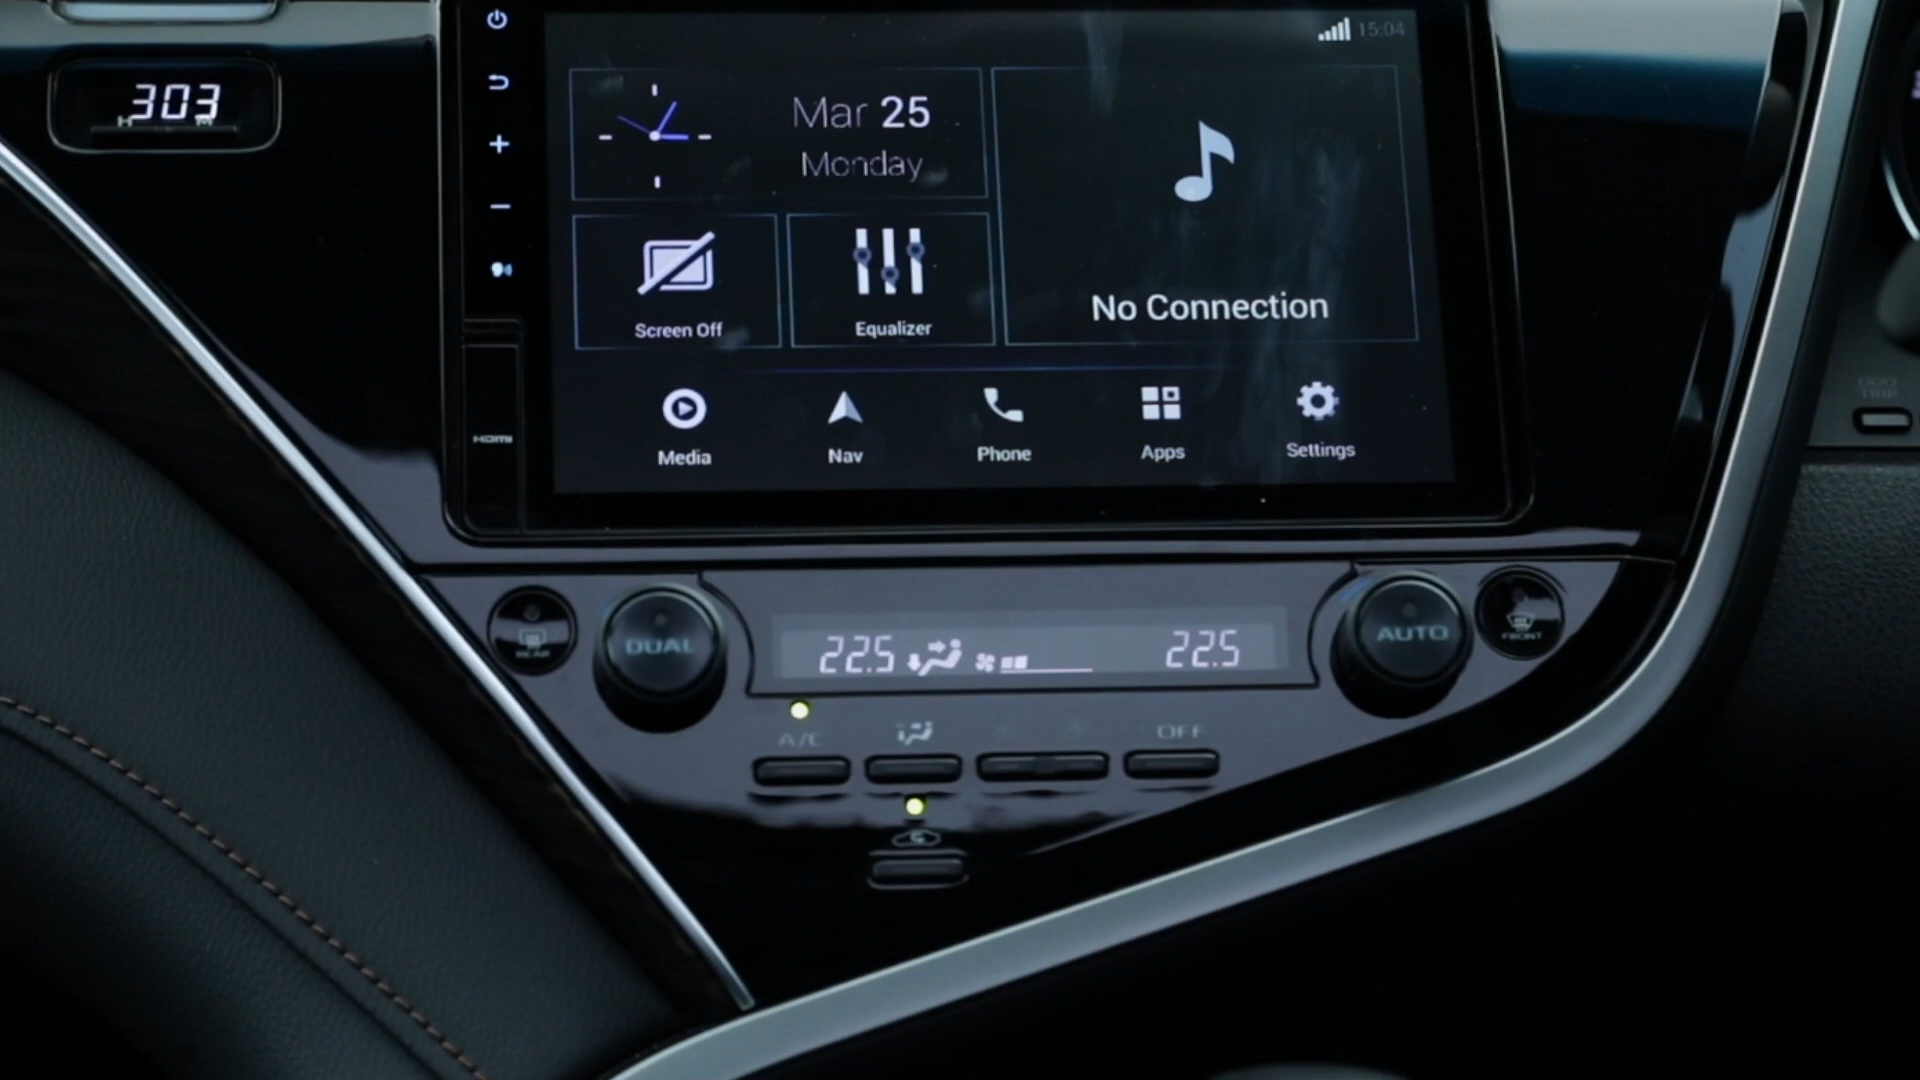 15:04
303
H M
Mar 25
Monday
No Connection
Screen Off
Equalizer
HDMI
Media
Nav
Phone
Apps
Settings
REAR
DUAL
22.5
22.5
AUTO
FRONT
A/C
OFF
TRIP